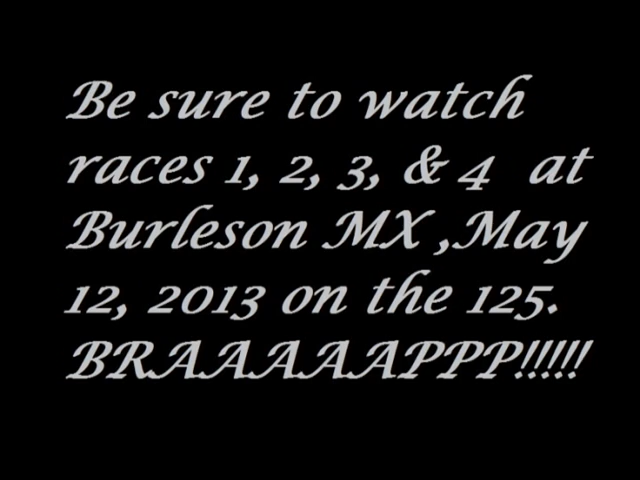 Be sure to watch
races 1, 2, 3, & 4 at
Burleson MX ,May
12, 2013 on the 125.
BRAAAAAPPP!!!!!